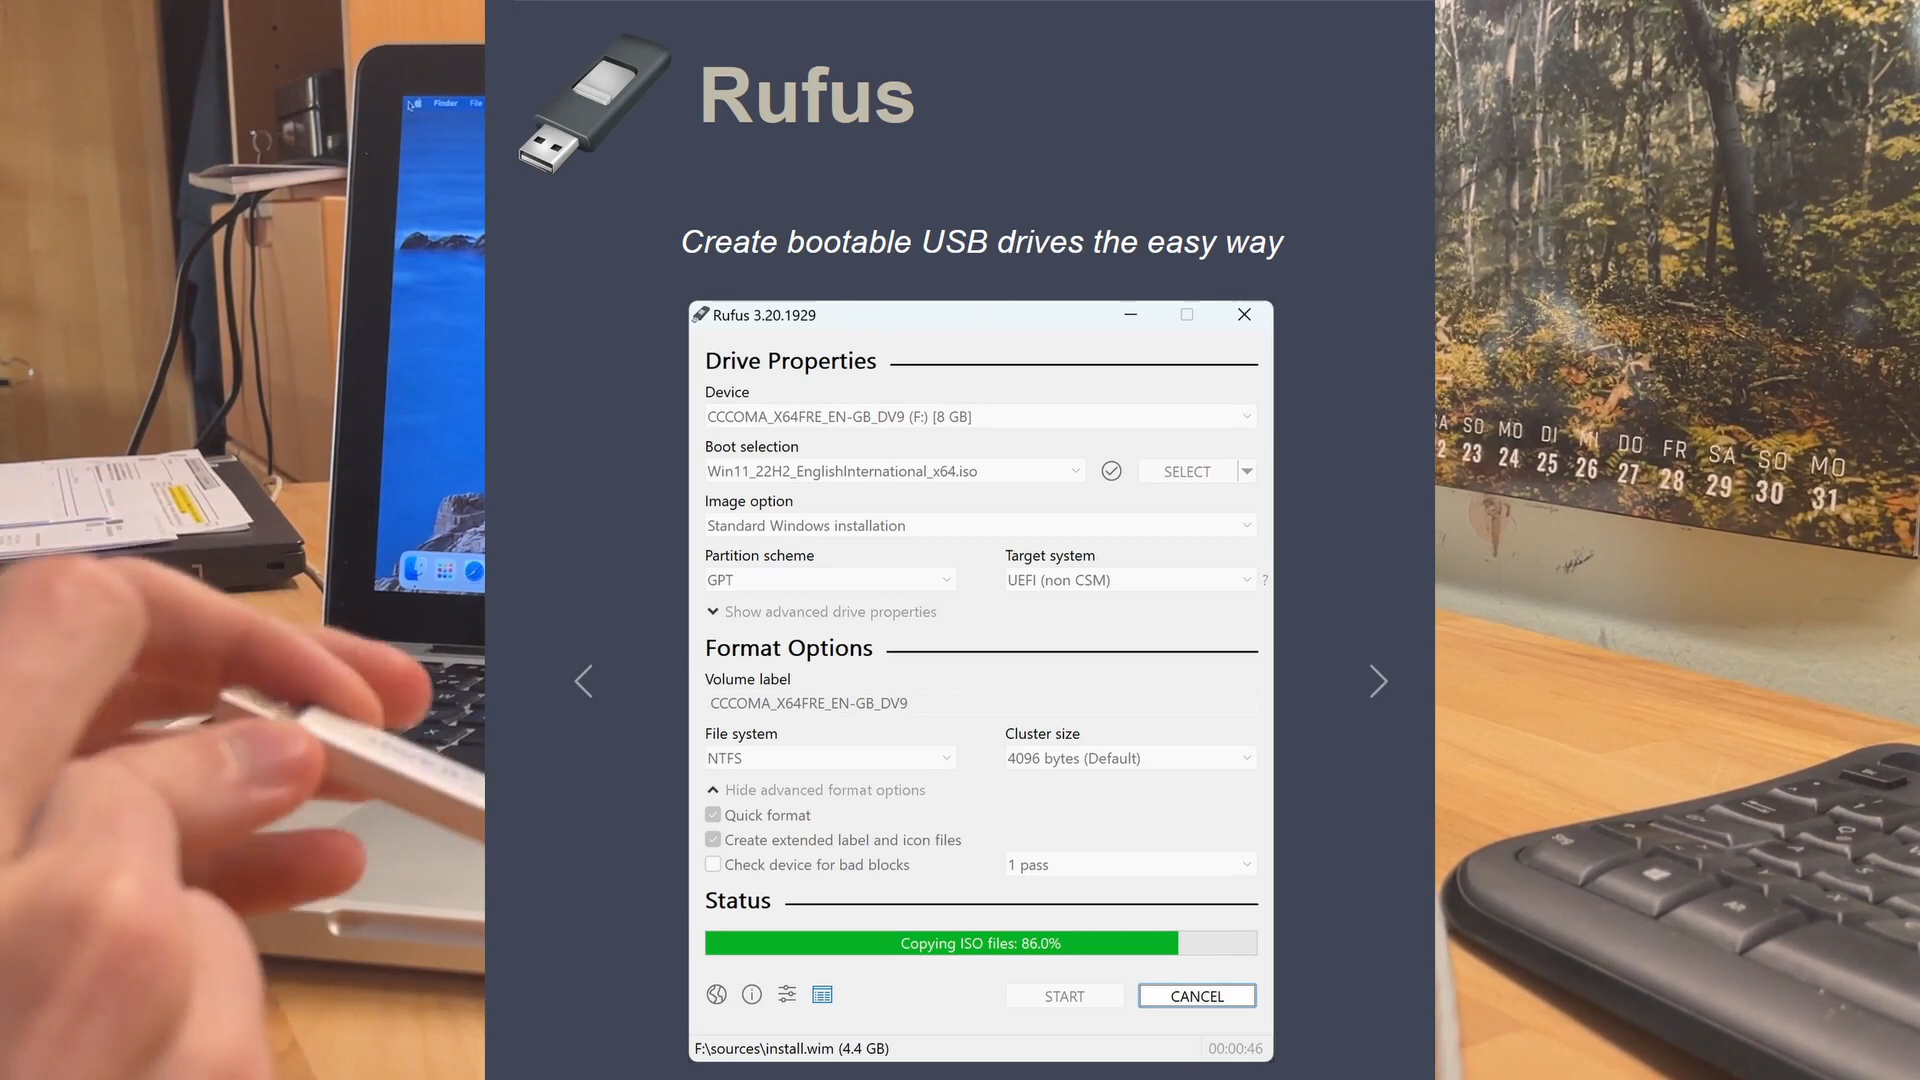 Finder File
Rufus
Create bootable USB drives the easy way
Rufus 3.20.1929
Drive Properties
Device
CCCOMA_X64FRE_EN-GB_DV9 (F:) [8 GB]
Boot selection
Win11_22H2_EnglishInternational_x64.iso
SELECT
Image option
Standard Windows installation
Partition scheme
Target system
GPT
UEFI (non CSM)
?
Show advanced drive properties
Format Options
Volume label
CCCOMA_X64FRE_EN-GB_DV9
File system
Cluster size
NTFS
4096 bytes (Default)
Hide advanced format options
Quick format
Create extended label and icon files
Check device for bad blocks
1 pass
Status
Copying ISO files: 86.0%
START
CANCEL
F:\sources\install.wim (4.4 GB)
00:00:46
SO MO DI MI DO FR SA SO MO
23 24 25 26 27 28 29 30 31